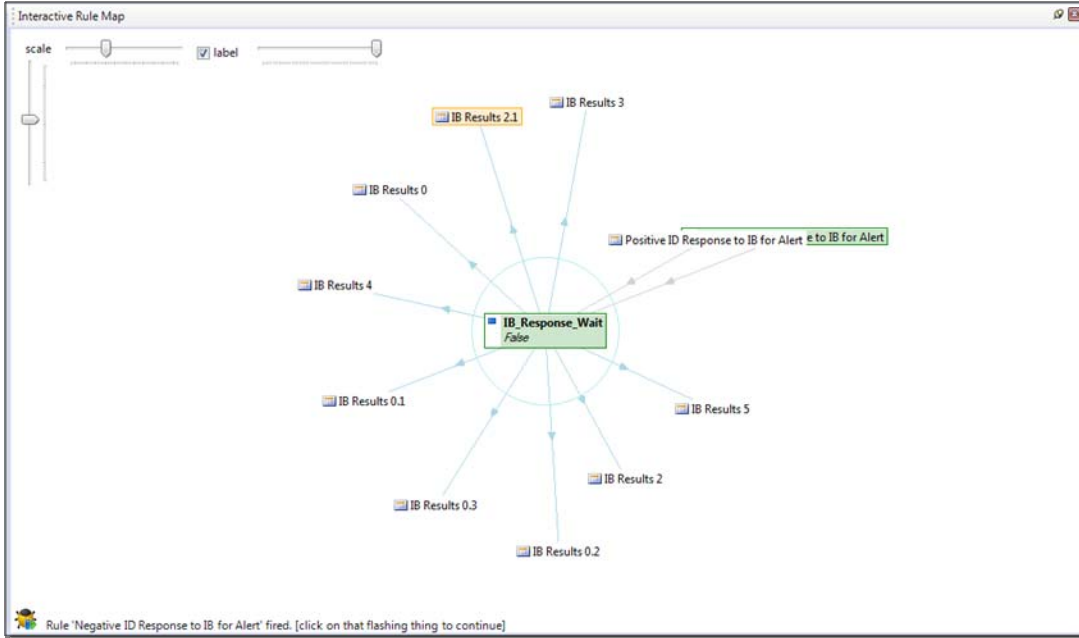 Interactive Rule Map
scale
label
IB Results 3
IB Results 2.1
IB Results 0
Positive ID Response to IB for Alert
e to IB for Alert
IB Results 4
IB_Response_Wait
False
IB Results 0.1
IB Results 5
IB Results 2
IB Results 0.3
IB Results 0.2
Rule 'Negative ID Response to IB for Alert' fired. [click on that flashing thing to continue]